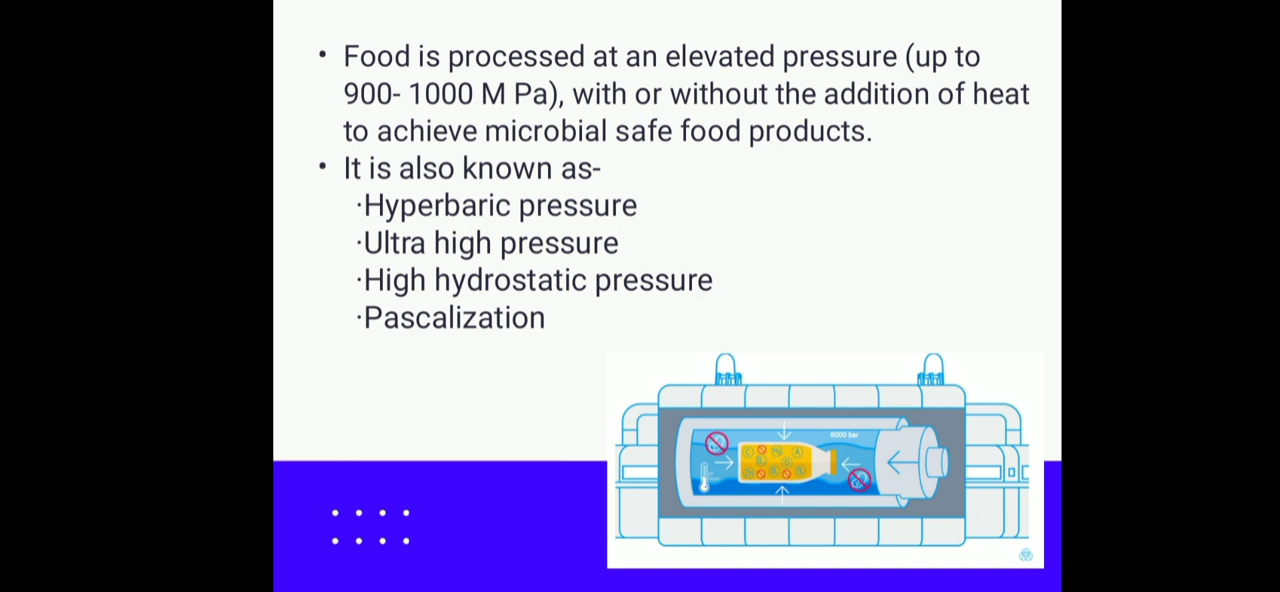 • Food is processed at an elevated pressure (up to
900- 1000 M Pa), with or without the addition of heat
to achieve microbial safe food products.
• It is also known as-
·Hyperbaric pressure
·Ultra high pressure
·High hydrostatic pressure
·Pascalization
6000 bar